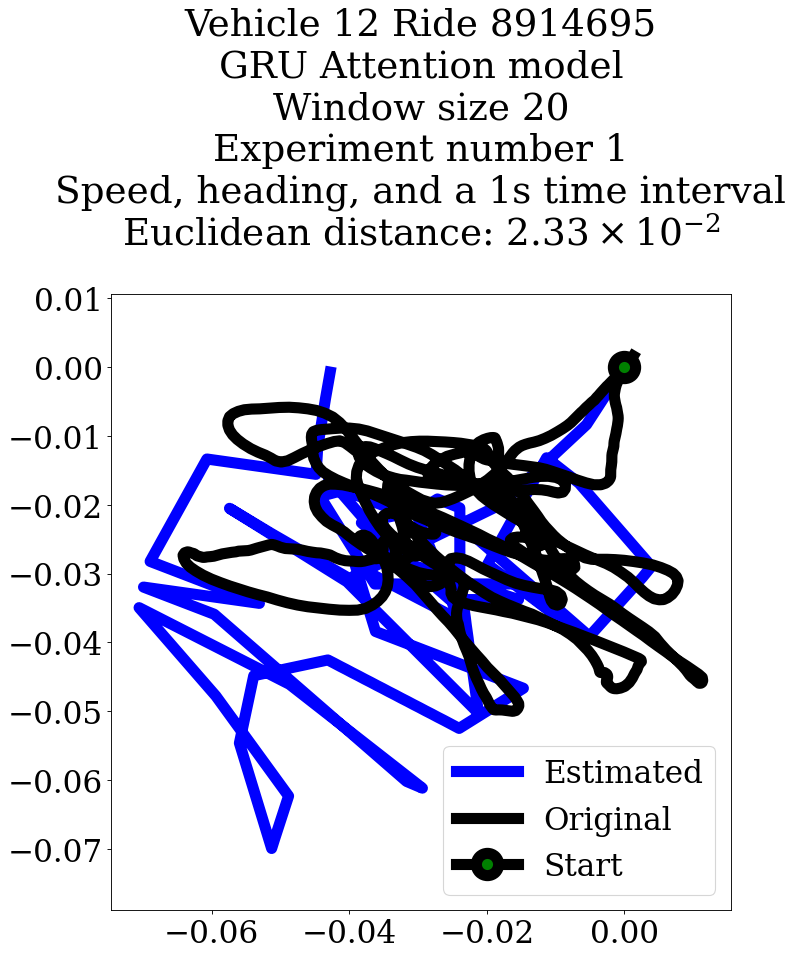 Vehicle 12 Ride 8914695
GRU Attention model
Window size 20
Experiment number 1
Speed, heading, and a 1s time interval
Euclidean distance: 2.33 × 10⁻²
0.01
0.00
−0.01
−0.02
−0.03
−0.04
−0.05
−0.06
−0.07
Estimated
Original
Start
−0.06 −0.04 −0.02 0.00